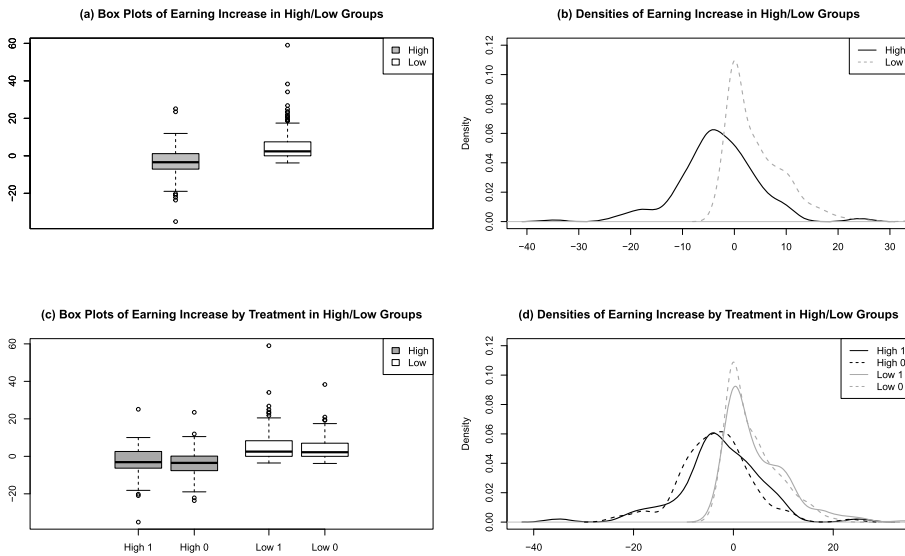 (a) Box Plots of Earning Increase in High/Low Groups
60
40
20
0
−20
High
Low
(b) Densities of Earning Increase in High/Low Groups
Density
0.12
0.10
0.08
0.06
0.04
0.02
0.00
−40 −30 −20 −10 0 10 20 30
High
Low
(c) Box Plots of Earning Increase by Treatment in High/Low Groups
60
40
20
0
−20
High 1 High 0 Low 1 Low 0
High
Low
(d) Densities of Earning Increase by Treatment in High/Low Groups
Density
0.12
0.10
0.08
0.06
0.04
0.02
0.00
−40 −20 0 20
High 1
High 0
Low 1
Low 0